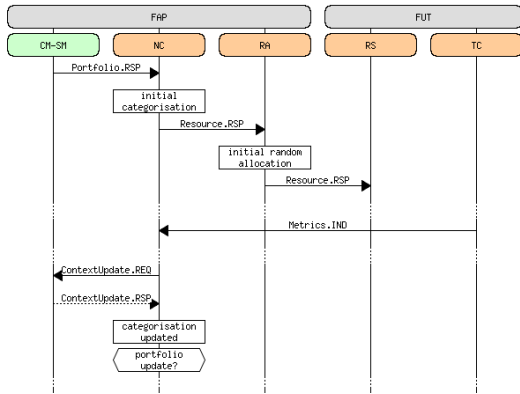 FAP
FUT
CM-SM
NC
RA
RS
TC
Portfolio.RSP
initial
categorisation
Resource.RSP
initial random
allocation
Resource.RSP
Metrics.IND
ContextUpdate.REQ
ContextUpdate.RSP
categorisation
updated
portfolio
update?